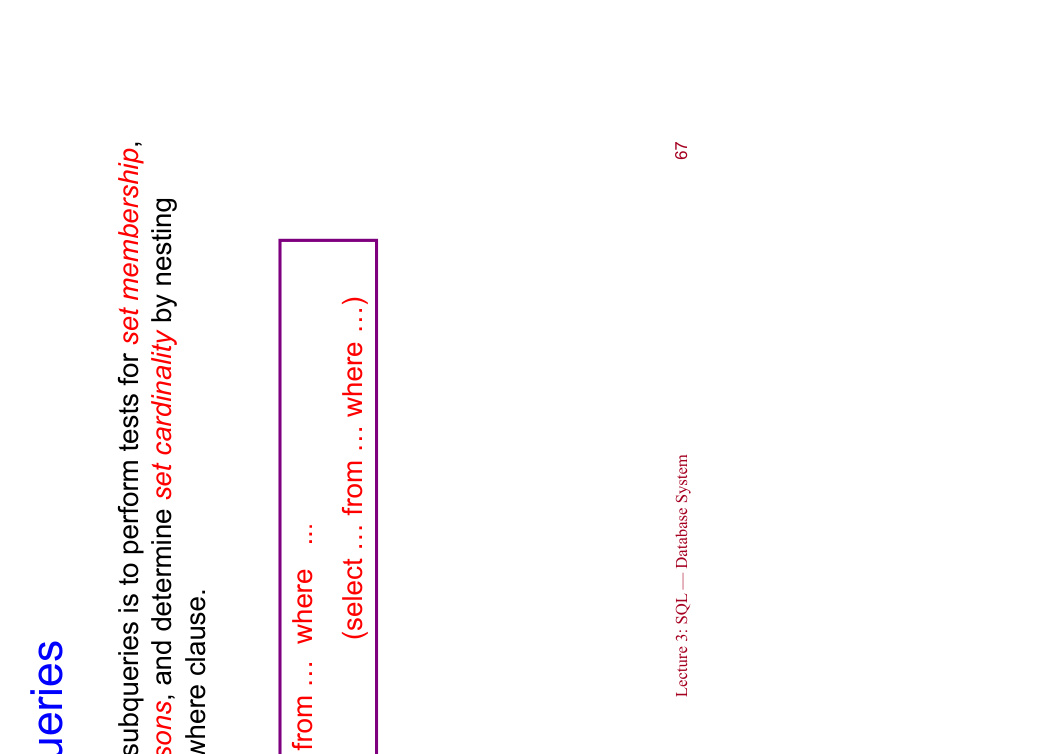 ueries
subqueries is to perform tests for set membership,
sons, and determine set cardinality by nesting
where clause.
from … where …
(select … from … where …)
Lecture 3: SQL — Database System
67